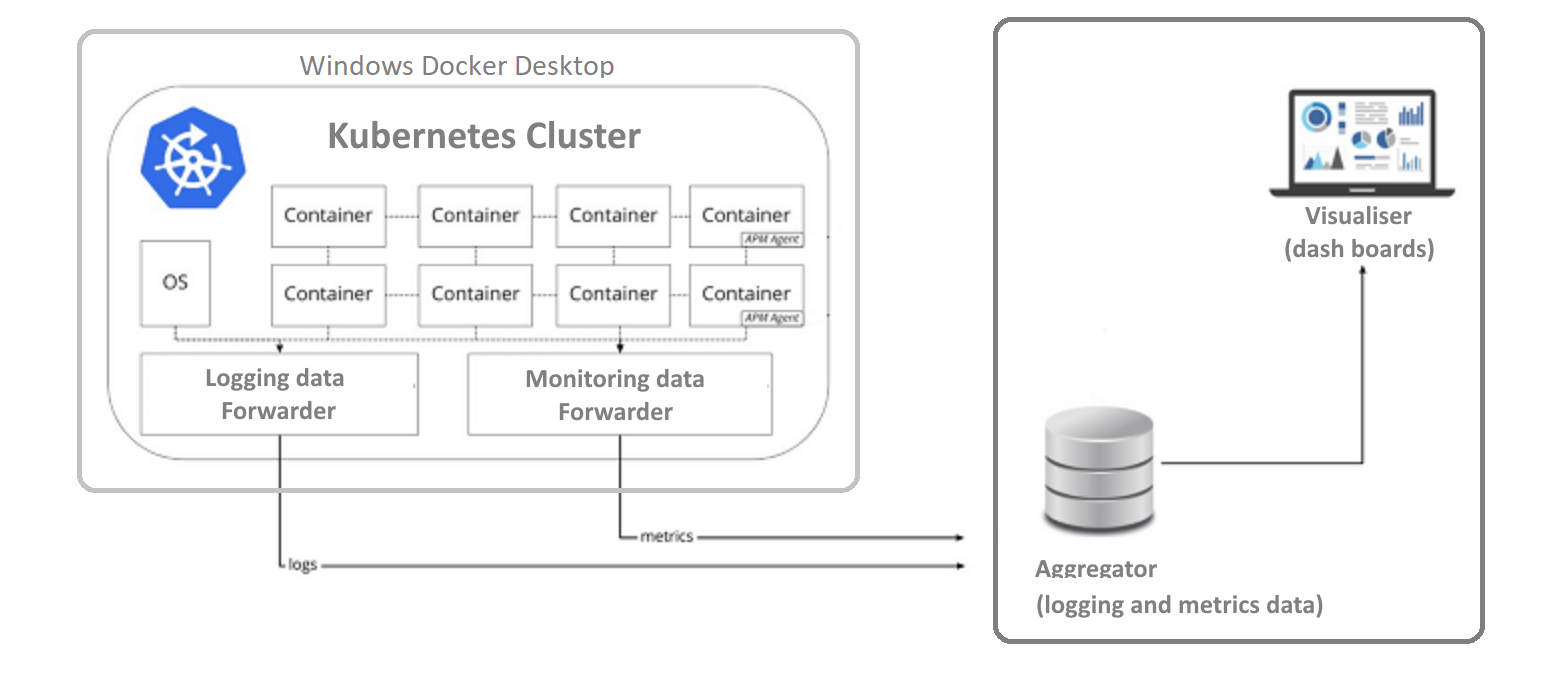 Windows Docker Desktop
Kubernetes Cluster
Container
Container
Container
Container
APM Agent
OS
Container
Container
Container
Container
APM Agent
Logging data
Forwarder
Monitoring data
Forwarder
metrics
logs
Visualiser
(dash boards)
Aggregator
(logging and metrics data)